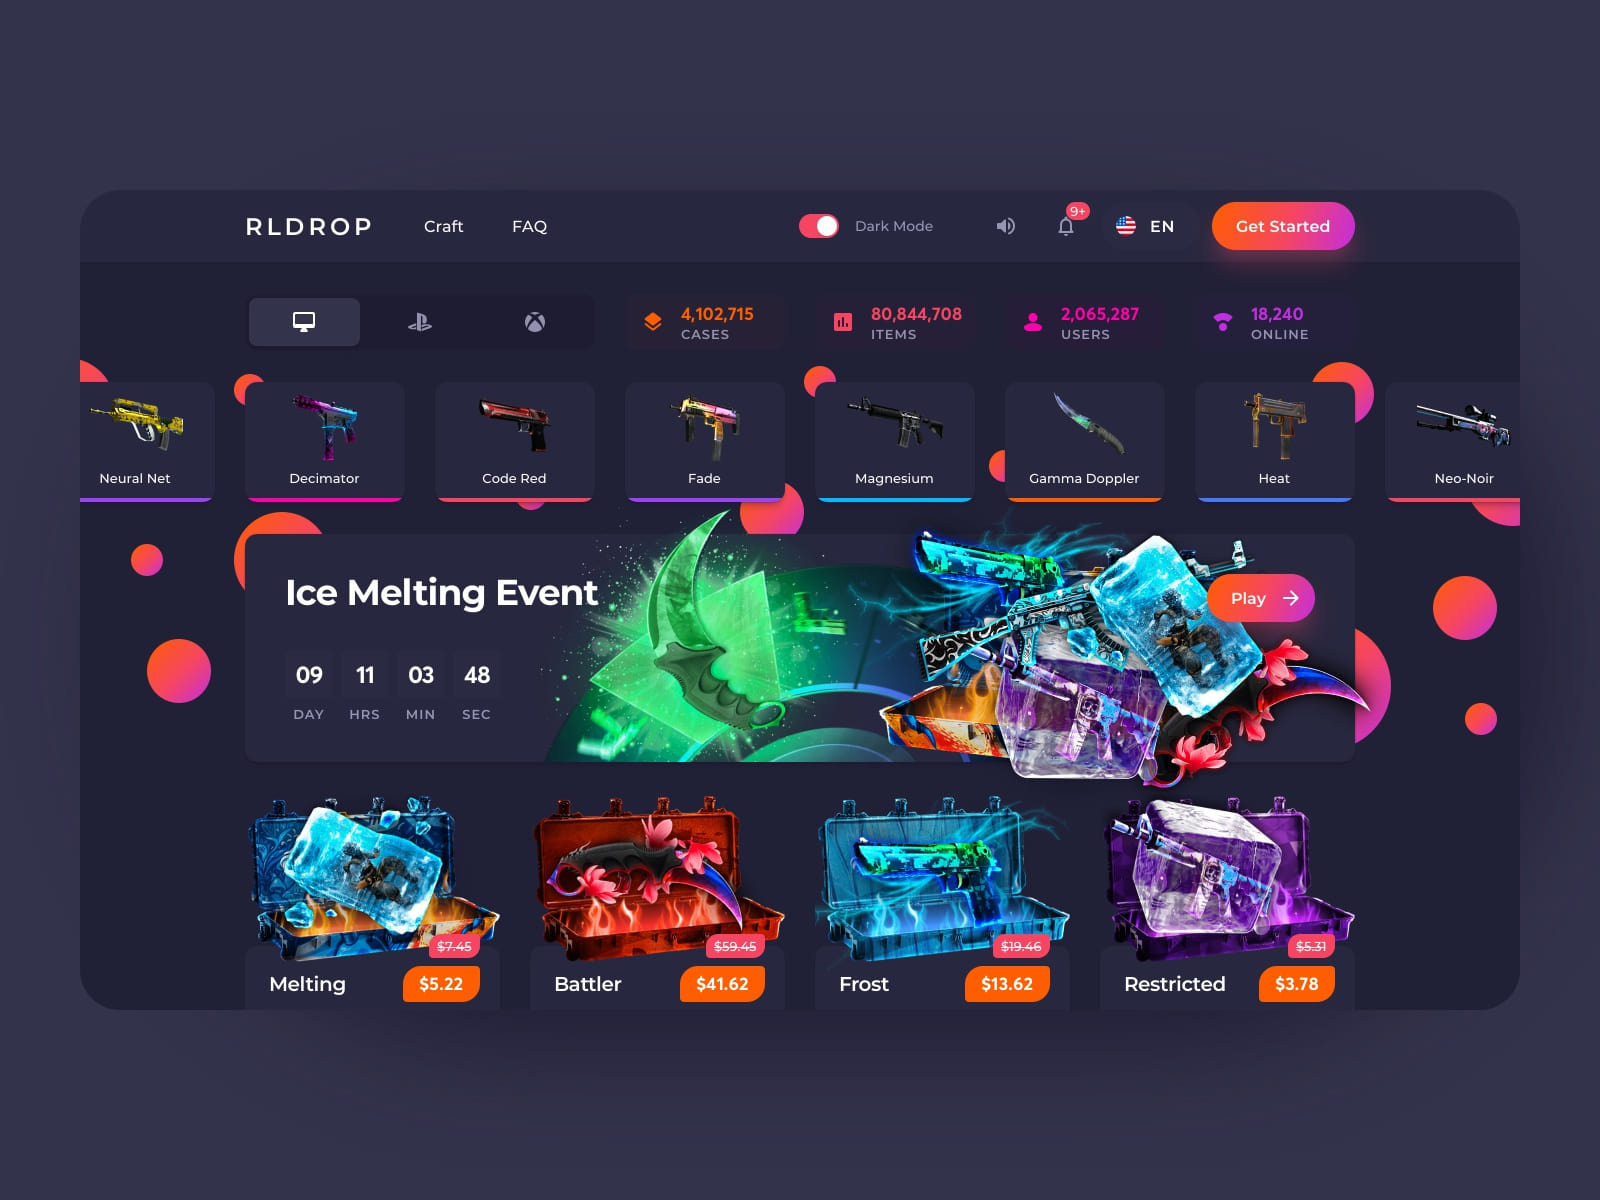 RLDROP
Craft
FAQ
Dark Mode
9+
EN
Get Started
4,102,715
CASES
80,844,708
ITEMS
2,065,287
USERS
18,240
ONLINE
Neural Net
Decimator
Code Red
Fade
Magnesium
Gamma Doppler
Heat
Neo-Noir
Ice Melting Event
Play
09 11 03 48
DAY HRS MIN SEC
$7.45
Melting
$5.22
$59.45
Battler
$41.62
$19.46
Frost
$13.62
$5.31
Restricted
$3.78